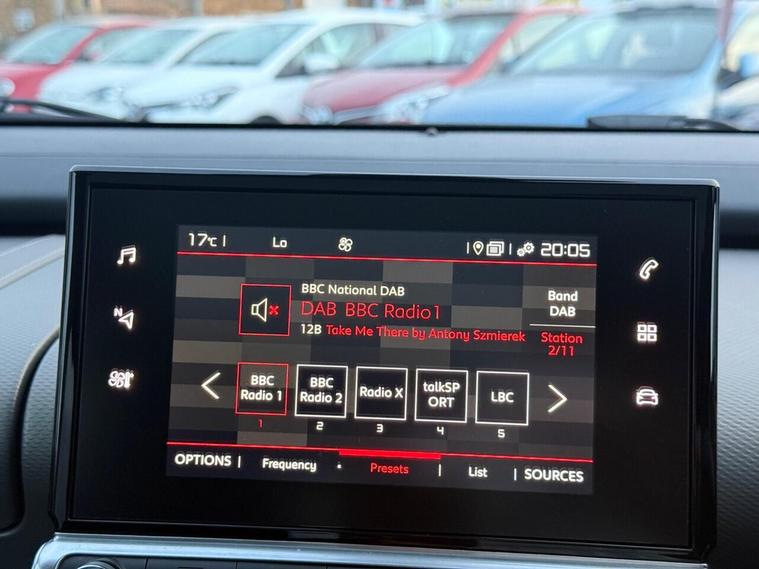 17°C | Lo 20:05
BBC National DAB
DAB BBC Radio 1
12B Take Me There by Antony Szmierek
Band
DAB
Station
2/11
N
BBC
Radio 1
BBC
Radio 2
Radio X
talkSP
ORT
LBC
1 2 3 4 5
OPTIONS | Frequency • Presets | List | SOURCES